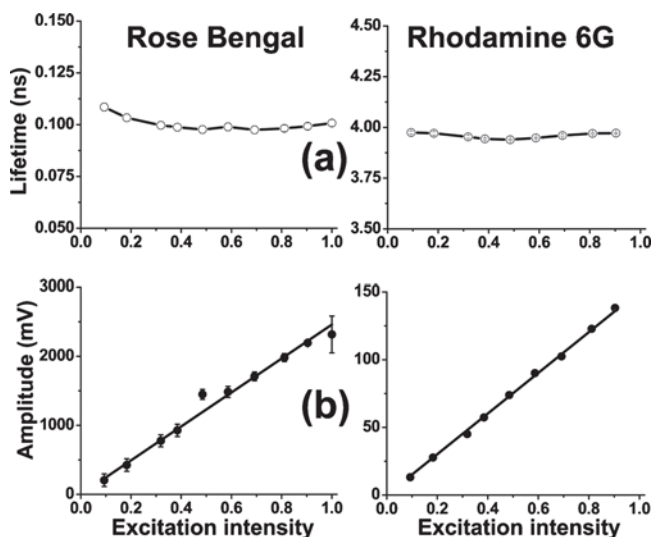 Rose Bengal
Rhodamine 6G
Lifetime (ns)
0.150
0.125
0.100
0.075
0.050
0.0 0.2 0.4 0.6 0.8 1.0
4.50
4.25
4.00
3.75
3.50
0.0 0.2 0.4 0.6 0.8 1.0
(a)
Amplitude (mV)
3000
2000
1000
0
0.0 0.2 0.4 0.6 0.8 1.0
Excitation intensity
150
100
50
0
0.0 0.2 0.4 0.6 0.8 1.0
Excitation intensity
(b)